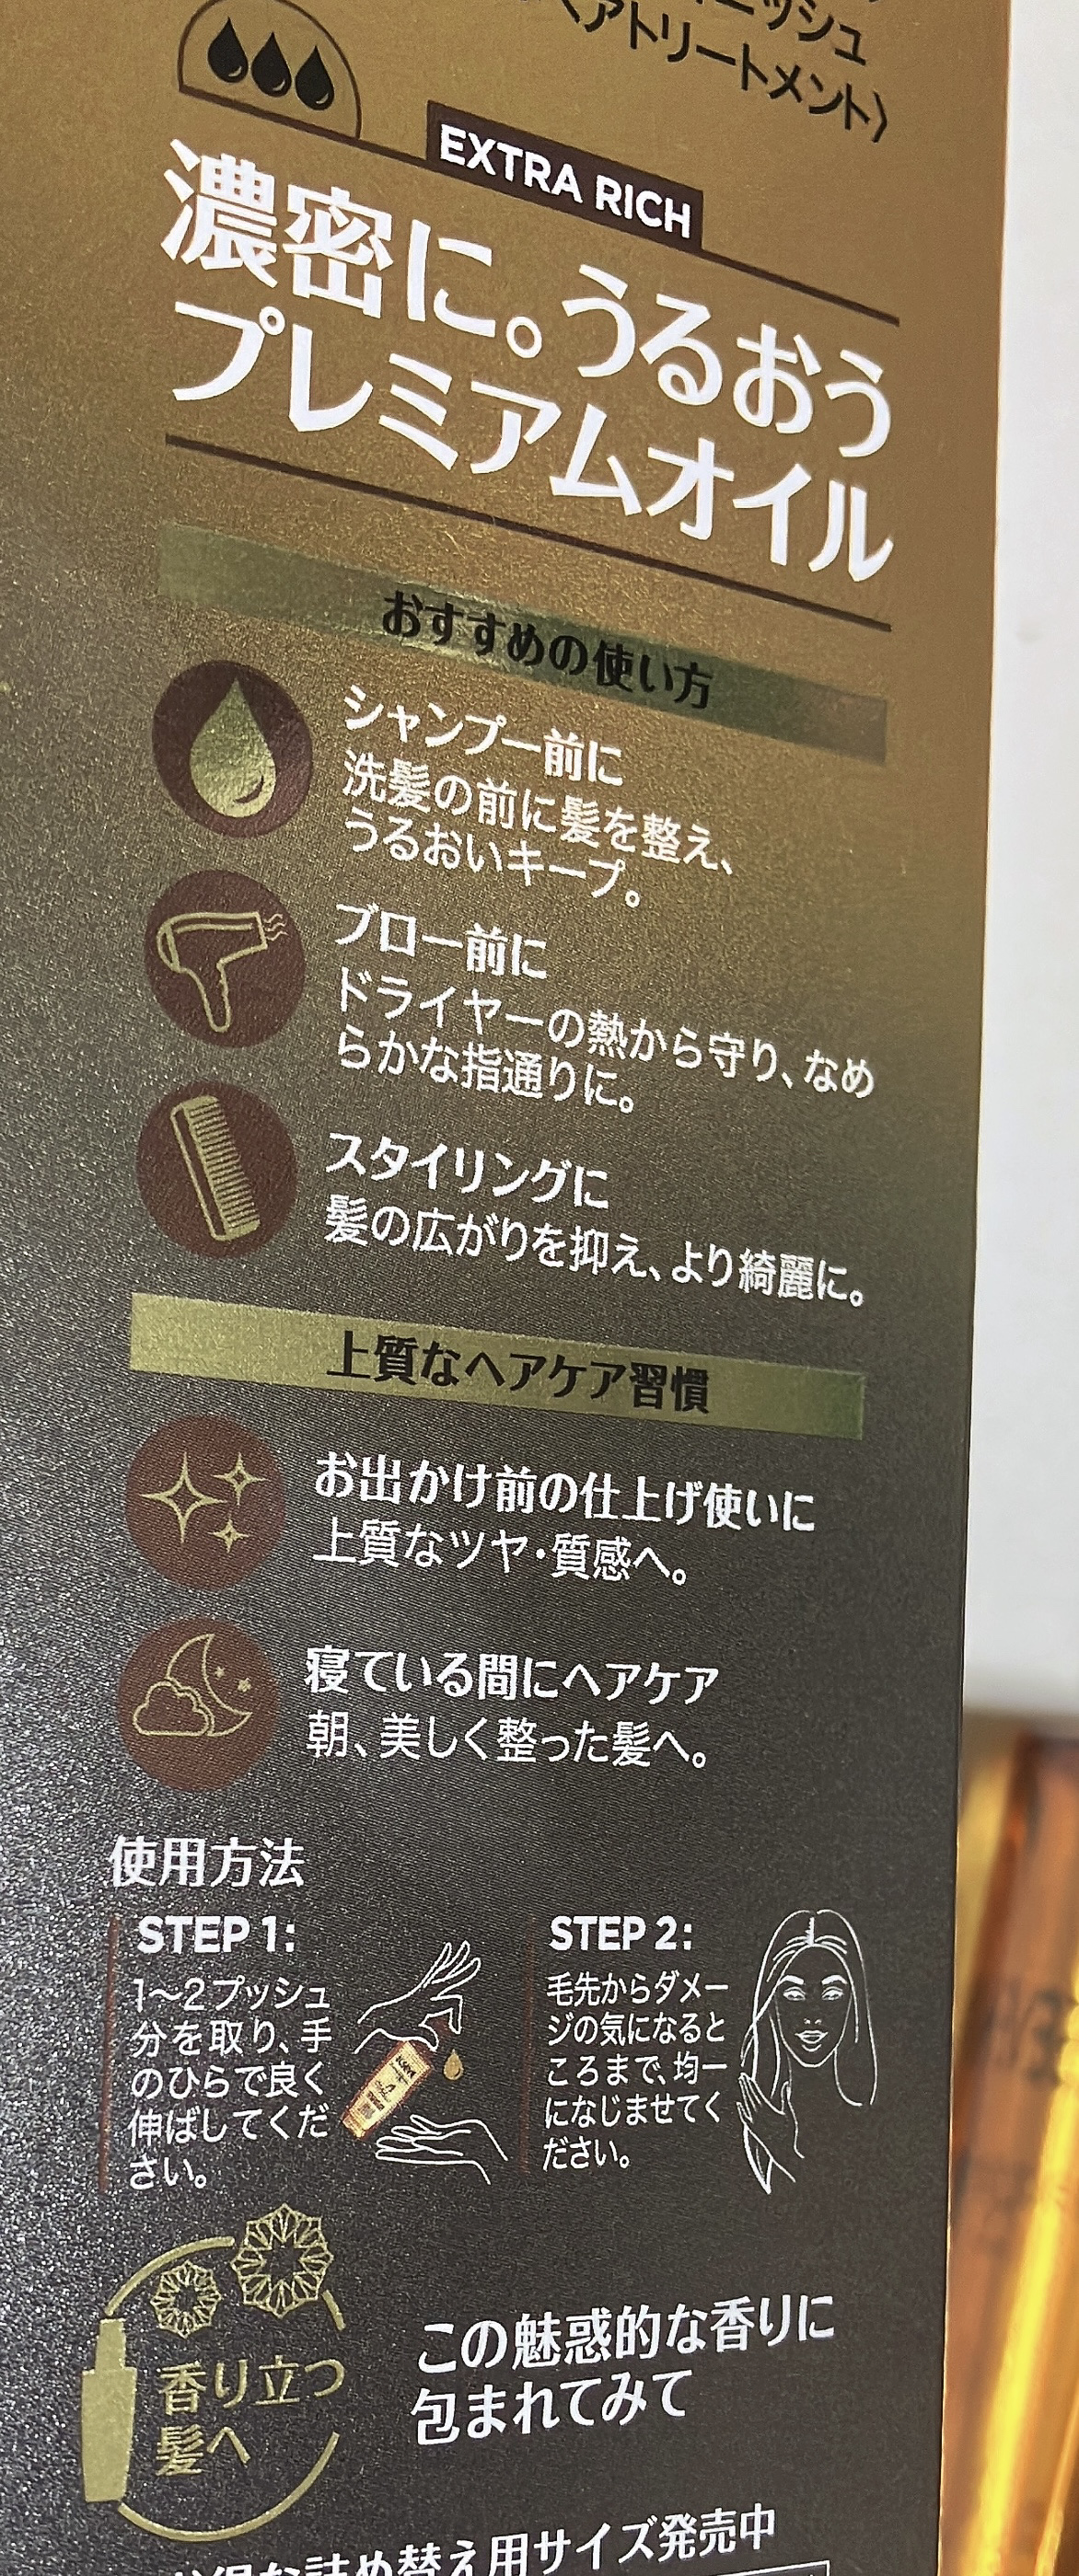 ヘアトリートメント〉
EXTRA RICH
濃密に。うるおう
プレミアムオイル
おすすめの使い方
シャンプー前に
洗髪の前に髪を整え、
うるおいキープ。
ブロー前に
ドライヤーの熱から守り、なめ
らかな指通りに。
スタイリングに
髪の広がりを抑え、より綺麗に。
上質なヘアケア習慣
お出かけ前の仕上げ使いに
上質なツヤ・質感へ。
寝ている間にヘアケア
朝、美しく整った髪へ。
使用方法
STEP 1:
1〜2プッシュ
分を取り、手
のひらで良く
伸ばしてくだ
さい。
STEP 2:
毛先からダメー
ジの気になると
ころまで、均一
になじませてく
ださい。
香り立つ
髪へ
この魅惑的な香りに
包まれてみて
詰め替え用サイズ発売中